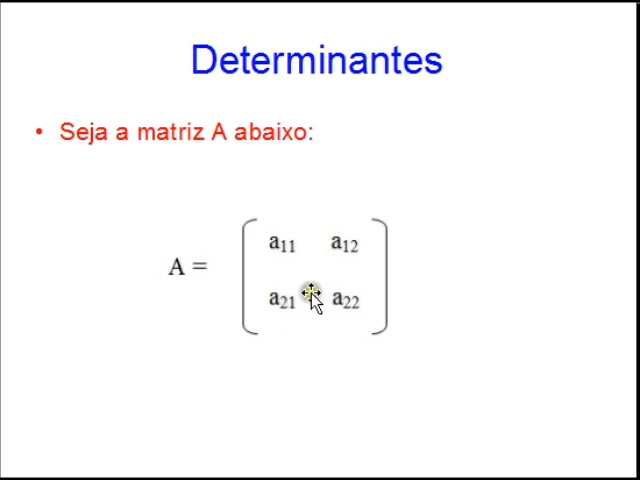 Determinantes
• Seja a matriz A abaixo:
a₁₁ a₁₂
A =
a₂₁ a₂₂